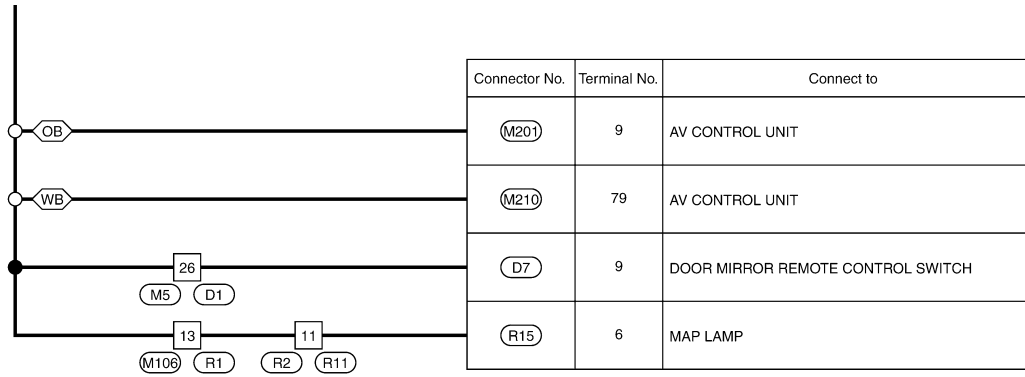 Connector No. Terminal No. Connect to
OB M201 9 AV CONTROL UNIT
WB M210 79 AV CONTROL UNIT
26 D7 9 DOOR MIRROR REMOTE CONTROL SWITCH
M5 D1
13 11 R15 6 MAP LAMP
M106 R1 R2 R11